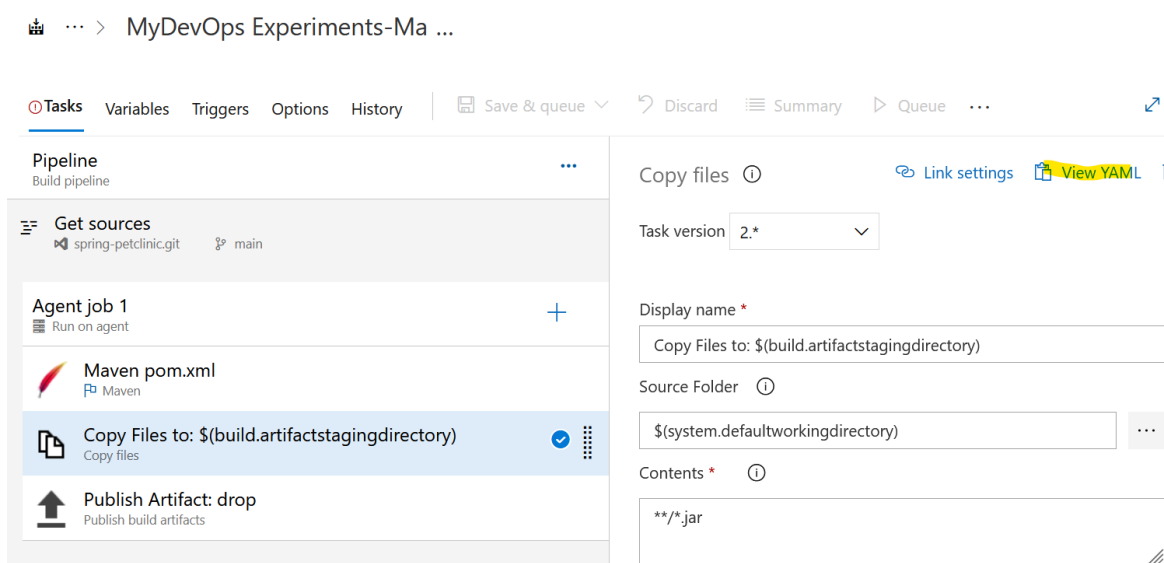 MyDevOps Experiments-Ma ...
Tasks Variables Triggers Options History Save & queue Discard Summary Queue ...
Pipeline
Build pipeline
Get sources
spring-petclinic.git main
Agent job 1
Run on agent
Maven pom.xml
Maven
Copy Files to: $(build.artifactstagingdirectory)
Copy files
Publish Artifact: drop
Publish build artifacts
Copy files Link settings View YAML
Task version 2.*
Display name *
Copy Files to: $(build.artifactstagingdirectory)
Source Folder
$(system.defaultworkingdirectory)
Contents *
**/*.jar